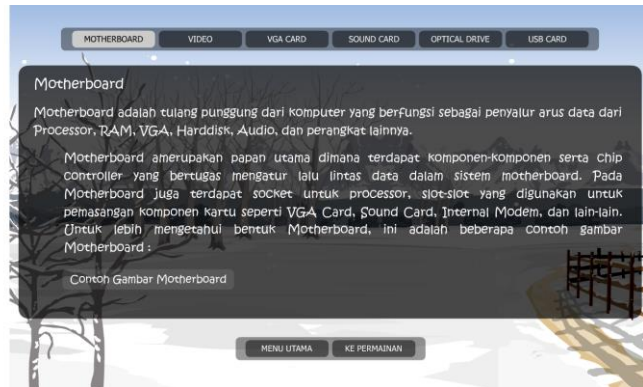 MOTHERBOARD VIDEO VGA CARD SOUND CARD OPTICAL DRIVE USB CARD
Motherboard
Motherboard adalah tulang punggung dari komputer yang berfungsi sebagai penyalur arus data dari
Processor, RAM, VGA, Harddisk, Audio, dan perangkat lainnya.
Motherboard amerupakan papan utama dimana terdapat komponen-komponen serta chip
controller yang bertugas mengatur lalu lintas data dalam sistem motherboard. Pada
Motherboard juga terdapat socket untuk processor, slot-slot yang digunakan untuk
pemasangan komponen kartu seperti VGA Card, Sound Card, Internal Modem, dan lain-lain.
Untuk lebih mengetahui bentuk Motherboard, ini adalah beberapa contoh gambar
Motherboard :
Contoh Gambar Motherboard
MENU UTAMA KE PERMAINAN